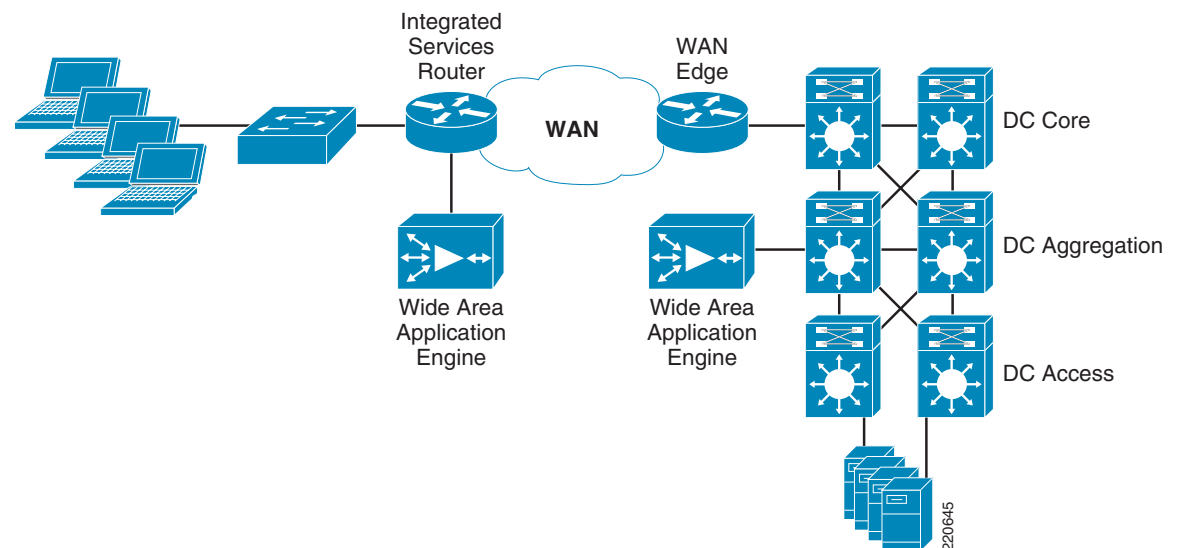 Integrated
Services
Router
WAN
Edge
WAN
DC Core
DC Aggregation
Wide Area
Application
Engine
Wide Area
Application
Engine
DC Access
220645